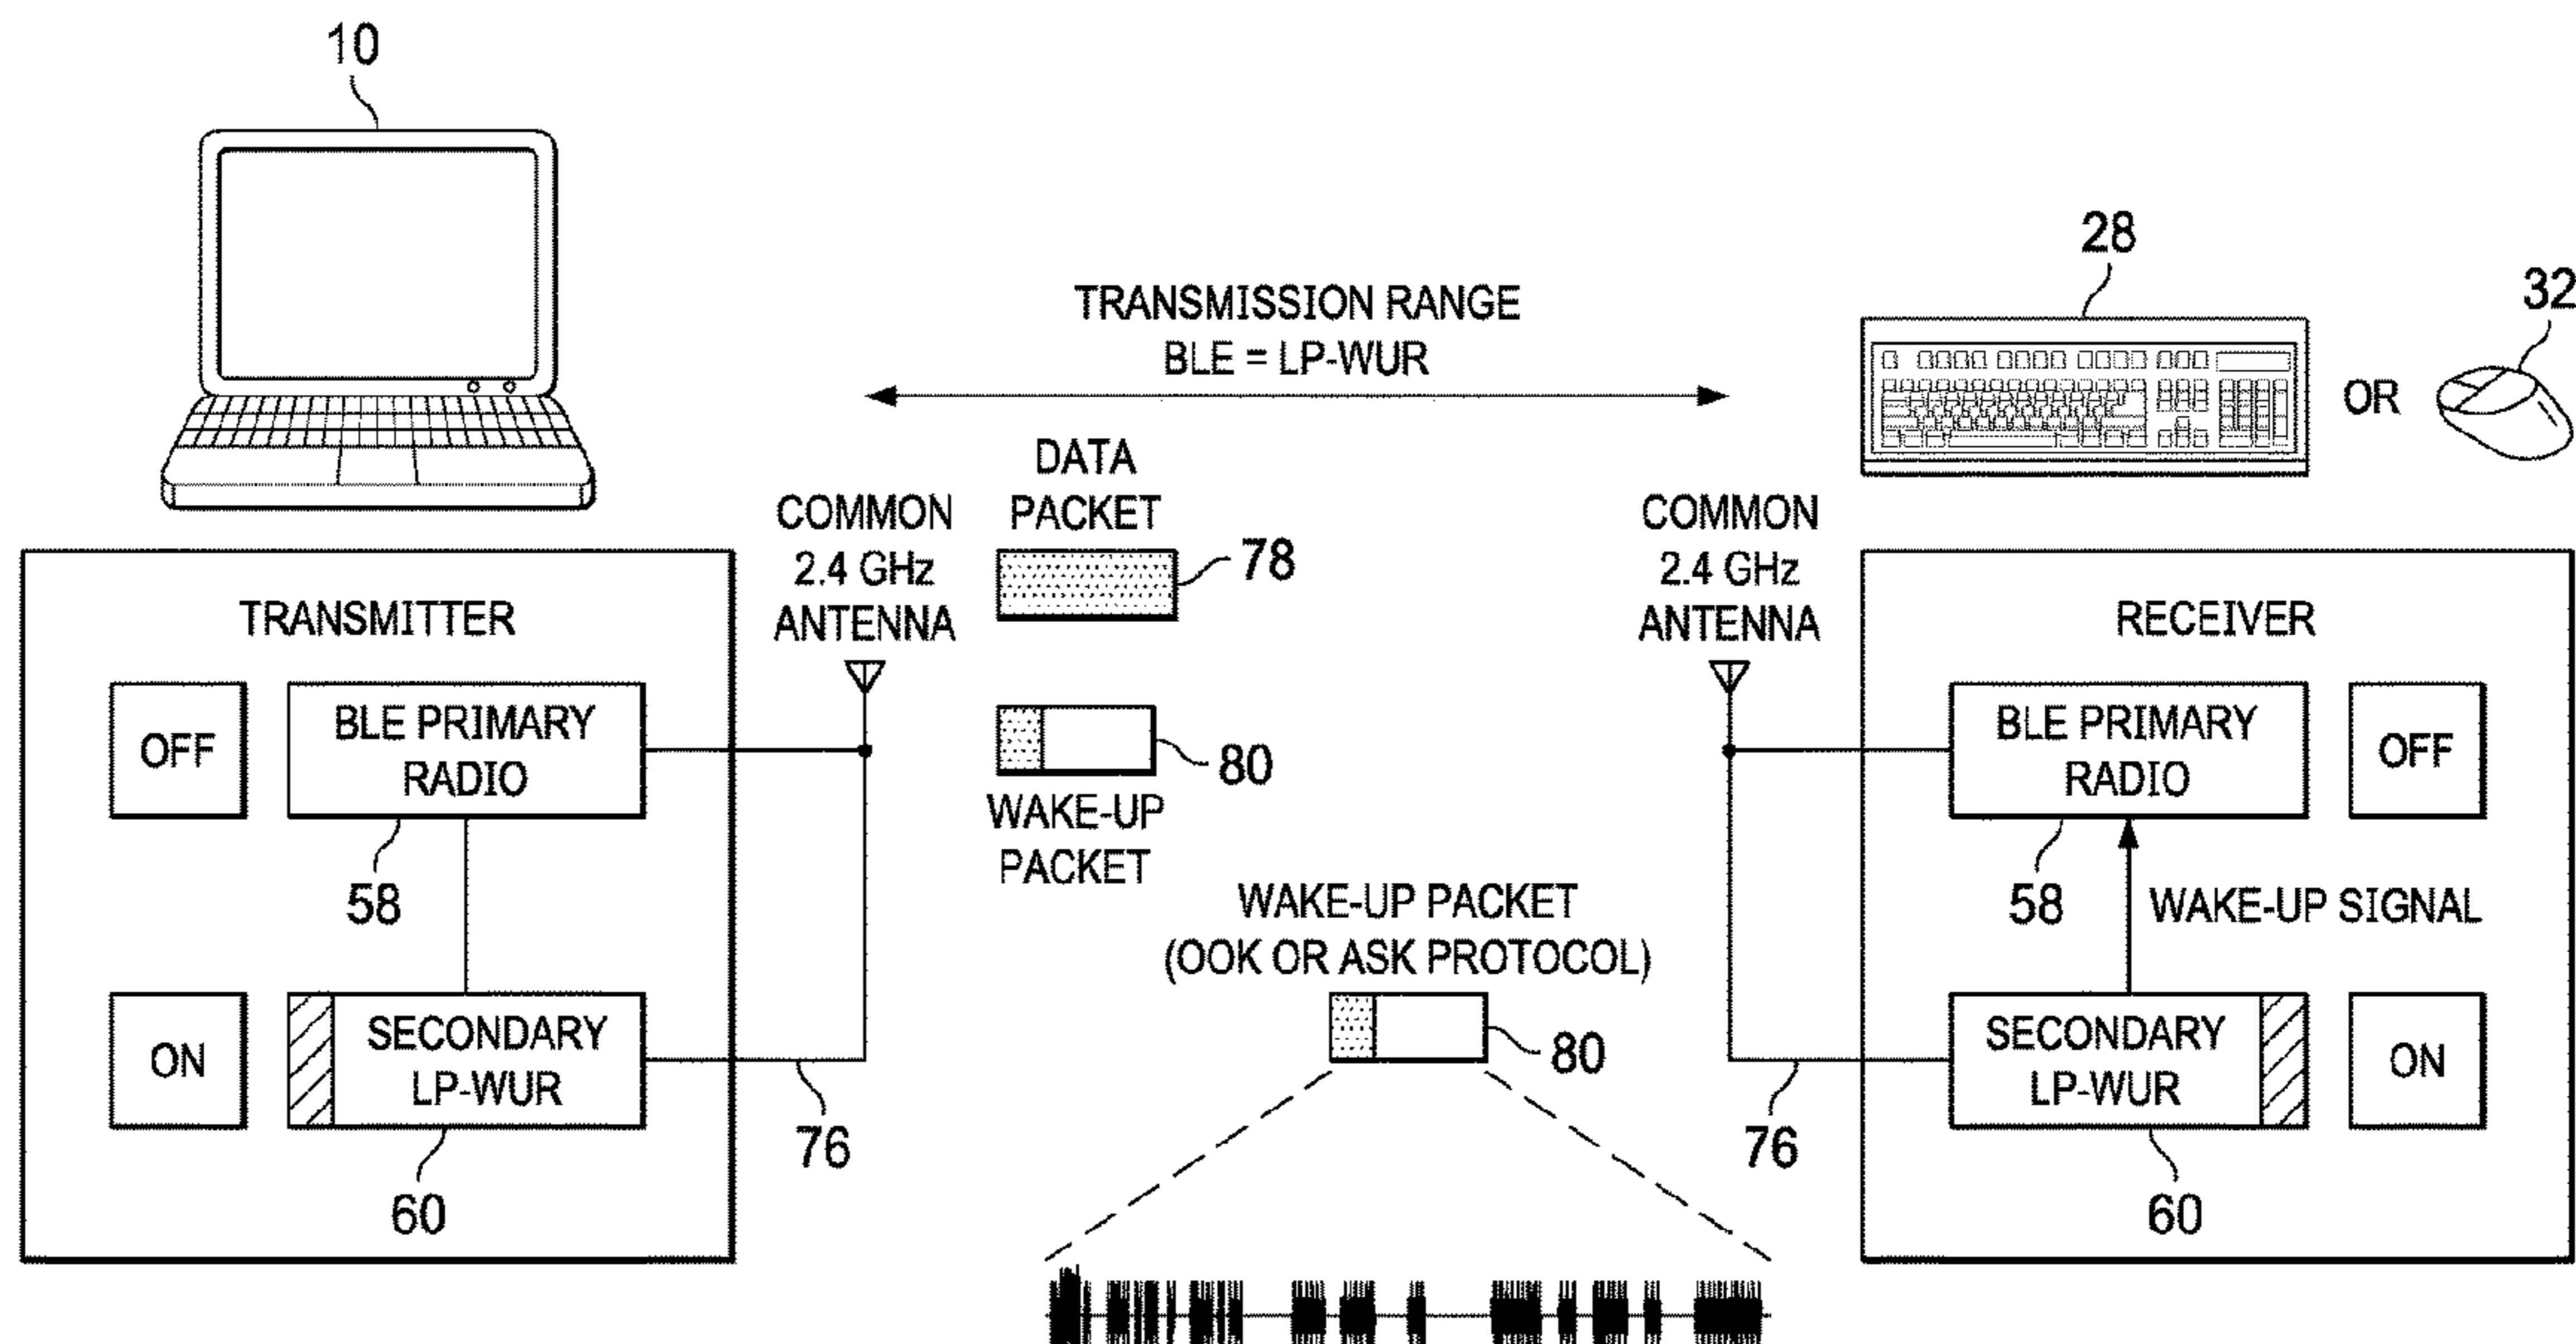 10
28
32
TRANSMISSION RANGE
BLE = LP-WUR
OR
DATA
PACKET
78
COMMON
2.4 GHz
ANTENNA
COMMON
2.4 GHz
ANTENNA
TRANSMITTER
OFF
BLE PRIMARY
RADIO
58
ON
SECONDARY
LP-WUR
60
76
80
WAKE-UP
PACKET
WAKE-UP PACKET
(OOK OR ASK PROTOCOL)
80
RECEIVER
BLE PRIMARY
RADIO
OFF
58
WAKE-UP SIGNAL
SECONDARY
LP-WUR
ON
76
60